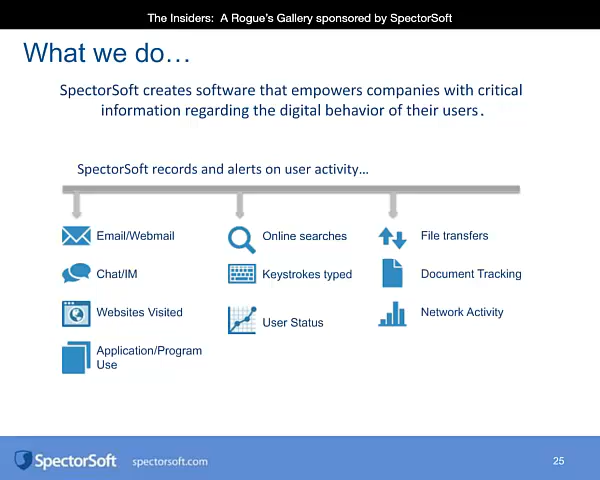 The Insiders: A Rogue's Gallery sponsored by SpectorSoft
What we do…
SpectorSoft creates software that empowers companies with critical
information regarding the digital behavior of their users.
SpectorSoft records and alerts on user activity…
Email/Webmail
Chat/IM
Websites Visited
Application/Program
Use
Online searches
Keystrokes typed
User Status
File transfers
Document Tracking
Network Activity
SpectorSoft
spectorsoft.com
25